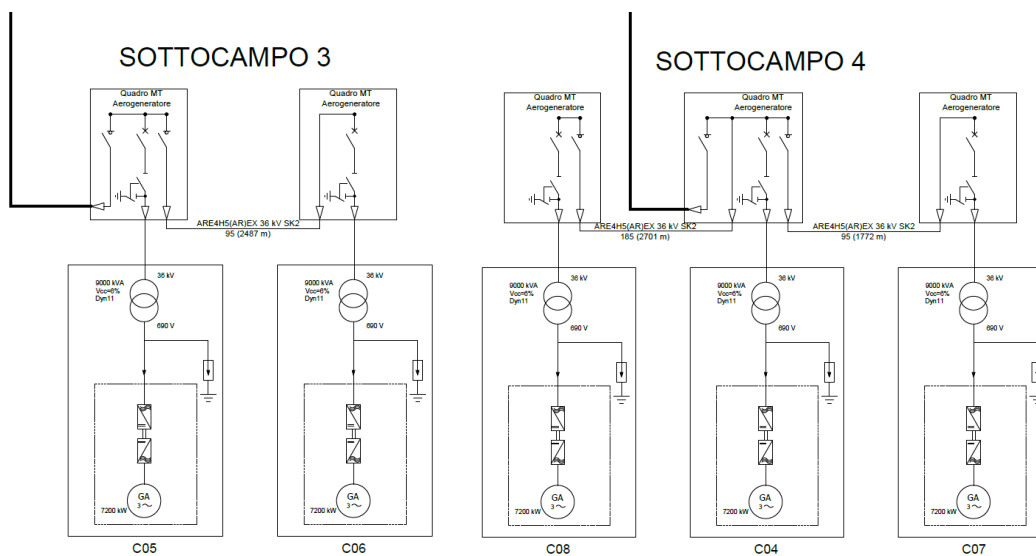 SOTTOCAMPO 3
SOTTOCAMPO 4
Quadro MT
Aerogeneratore
Quadro MT
Aerogeneratore
Quadro MT
Aerogeneratore
Quadro MT
Aerogeneratore
Quadro MT
Aerogeneratore
ARE4H5(AR)EX 36 kV SK2
95 (2487 m)
ARE4H5(AR)EX 36 kV SK2
185 (2701 m)
ARE4H5(AR)EX 36 kV SK2
95 (1772 m)
36 kV
9000 kVA
Vcc=6%
Dyn11
690 V
36 kV
9000 kVA
Vcc=6%
Dyn11
690 V
36 kV
9000 kVA
Vcc=6%
Dyn11
690 V
36 kV
9000 kVA
Vcc=6%
Dyn11
690 V
36 kV
9000 kVA
Vcc=6%
Dyn11
690 V
GA
3
7200 kW
GA
3
7200 kW
GA
3
7200 kW
GA
3
7200 kW
GA
3
7200 kW
C05
C06
C08
C04
C07